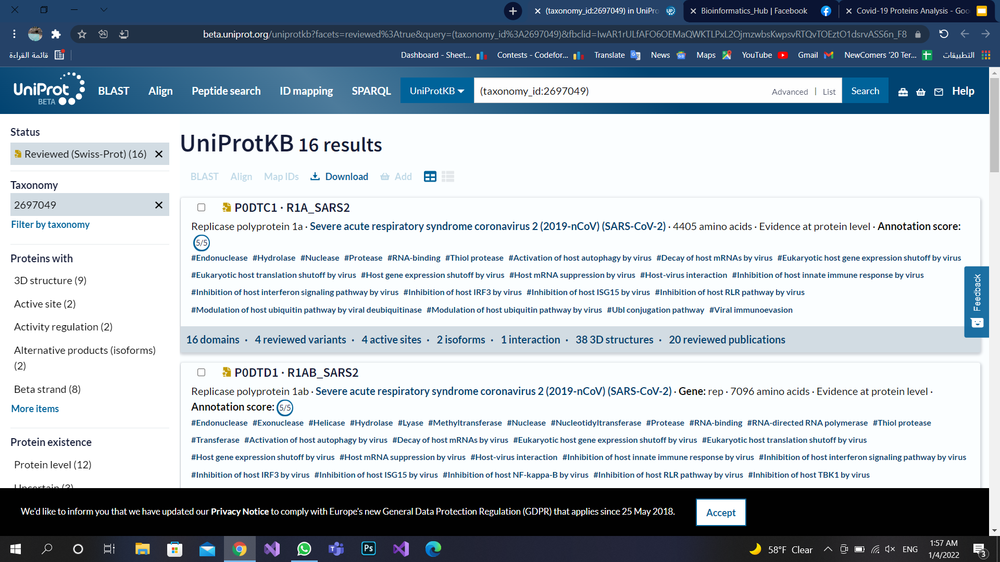 (taxonomy_id:2697049) in UniPro
Bioinformatics_Hub | Facebook
Covid-19 Proteins Analysis - Goo
beta.uniprot.org/uniprotkb?facets=reviewed%3Atrue&query=(taxonomy_id%3A2697049)&fbclid=IwAR1rULfAFO6OEMaQWKTLPxL2OjmzwbsKwpsvRTQvTOEztO1dsrvASS6n_F8
قائمة القراءة
Dashboard - Sheet...
Contests - Codefor...
Translate
News
Maps
YouTube
Gmail
NewComers '20 Ter...
التطبيقات
UniProt
BETA
BLAST
Align
Peptide search
ID mapping
SPARQL
UniProtKB
(taxonomy_id:2697049)
Advanced | List
Search
Help
Status
Reviewed (Swiss-Prot) (16)
Taxonomy
2697049
Filter by taxonomy
Proteins with
3D structure (9)
Active site (2)
Activity regulation (2)
Alternative products (isoforms)
(2)
Beta strand (8)
More items
Protein existence
Protein level (12)
Uncertain (3)
UniProtKB 16 results
BLAST Align Map IDs Download Add
P0DTC1 · R1A_SARS2
Replicase polyprotein 1a · Severe acute respiratory syndrome coronavirus 2 (2019-nCoV) (SARS-CoV-2) · 4405 amino acids · Evidence at protein level · Annotation score:
5/5
#Endonuclease #Hydrolase #Nuclease #Protease #RNA-binding #Thiol protease #Activation of host autophagy by virus #Decay of host mRNAs by virus #Eukaryotic host gene expression shutoff by virus
#Eukaryotic host translation shutoff by virus #Host gene expression shutoff by virus #Host mRNA suppression by virus #Host-virus interaction #Inhibition of host innate immune response by virus
#Inhibition of host interferon signaling pathway by virus #Inhibition of host IRF3 by virus #Inhibition of host ISG15 by virus #Inhibition of host RLR pathway by virus
#Modulation of host ubiquitin pathway by viral deubiquitinase #Modulation of host ubiquitin pathway by virus #Ubl conjugation pathway #Viral immunoevasion
16 domains · 4 reviewed variants · 4 active sites · 2 isoforms · 1 interaction · 38 3D structures · 20 reviewed publications
P0DTD1 · R1AB_SARS2
Replicase polyprotein 1ab · Severe acute respiratory syndrome coronavirus 2 (2019-nCoV) (SARS-CoV-2) · Gene: rep · 7096 amino acids · Evidence at protein level ·
Annotation score: 5/5
#Endonuclease #Exonuclease #Helicase #Hydrolase #Lyase #Methyltransferase #Nuclease #Nucleotidyltransferase #Protease #RNA-binding #RNA-directed RNA polymerase #Thiol protease
#Transferase #Activation of host autophagy by virus #Decay of host mRNAs by virus #Eukaryotic host gene expression shutoff by virus #Eukaryotic host translation shutoff by virus
#Host gene expression shutoff by virus #Host mRNA suppression by virus #Host-virus interaction #Inhibition of host innate immune response by virus #Inhibition of host interferon signaling pathway by virus
#Inhibition of host IRF3 by virus #Inhibition of host ISG15 by virus #Inhibition of host NF-kappa-B by virus #Inhibition of host RLR pathway by virus #Inhibition of host TBK1 by virus
Feedback
We'd like to inform you that we have updated our Privacy Notice to comply with Europe's new General Data Protection Regulation (GDPR) that applies since 25 May 2018.
Accept
Ps
58°F Clear
ENG
1:57 AM
1/4/2022
3